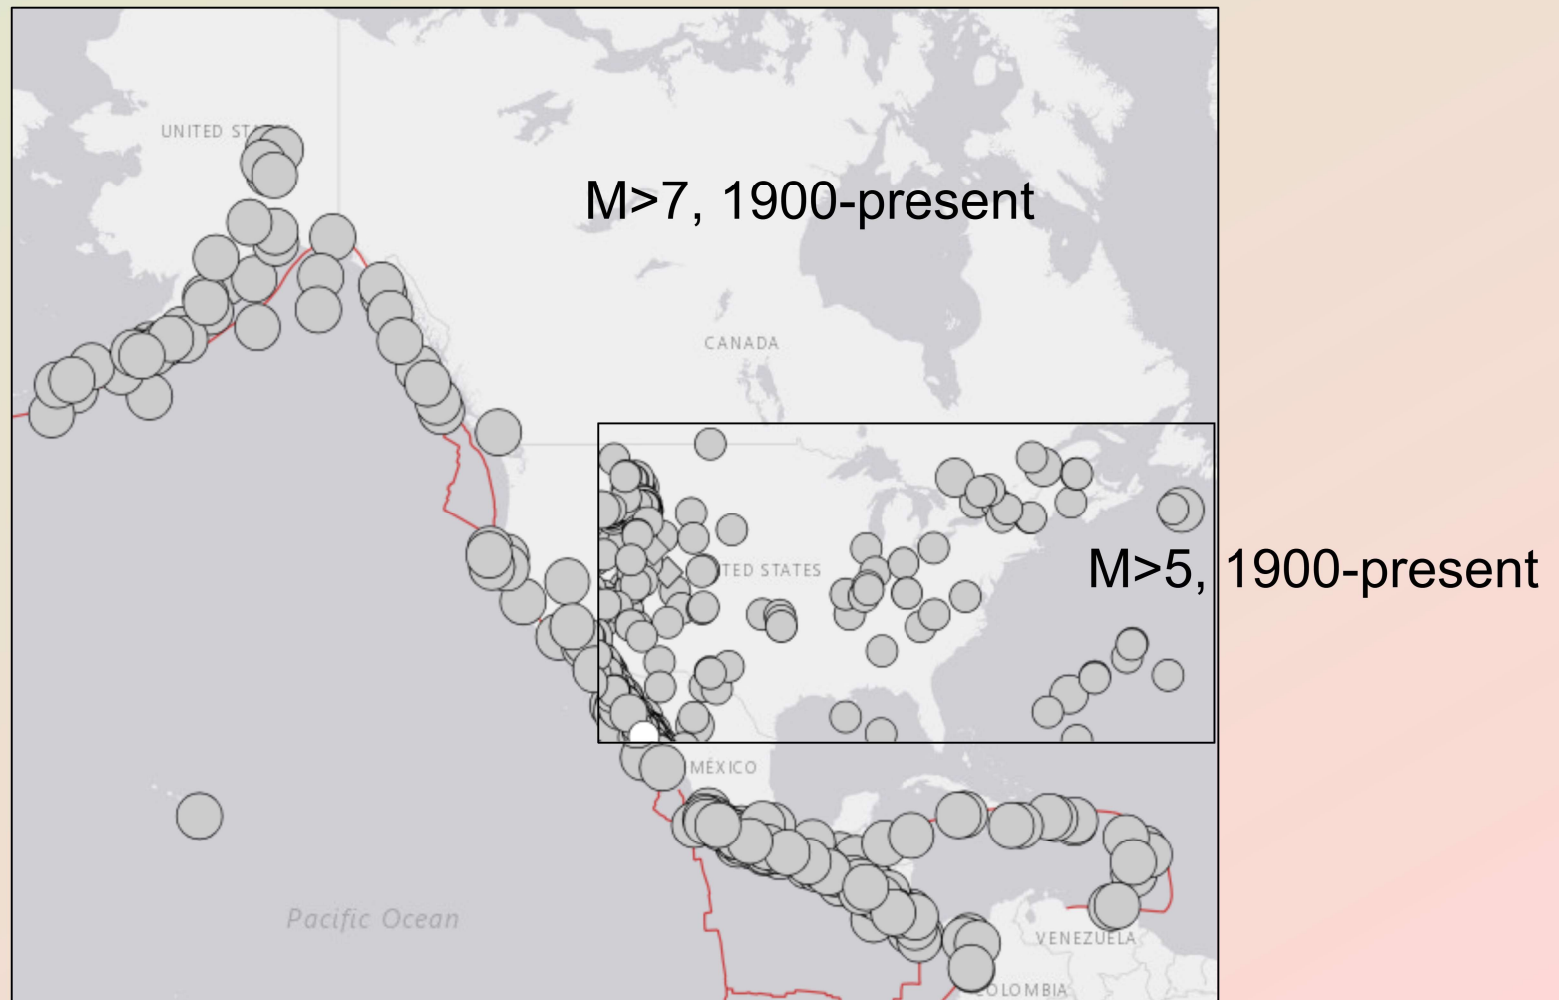 UNITED STA
M>7, 1900-present
CANADA
TED STATES
M>5, 1900-present
MÉXICO
Pacific Ocean
VENEZUELA
OLOMBIA